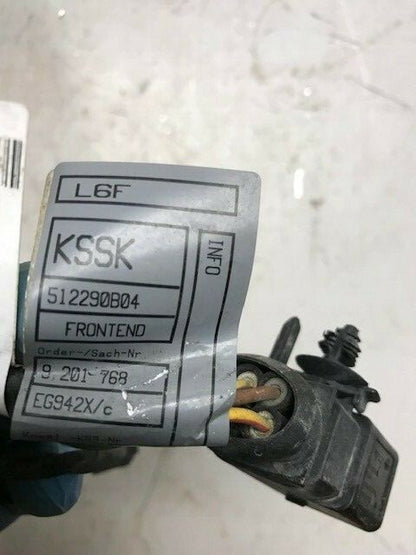 L6F
KSSK
INFO
512290B04
FRONTEND
Order-/Sach-Nr.
9 201 768
EG942X/c